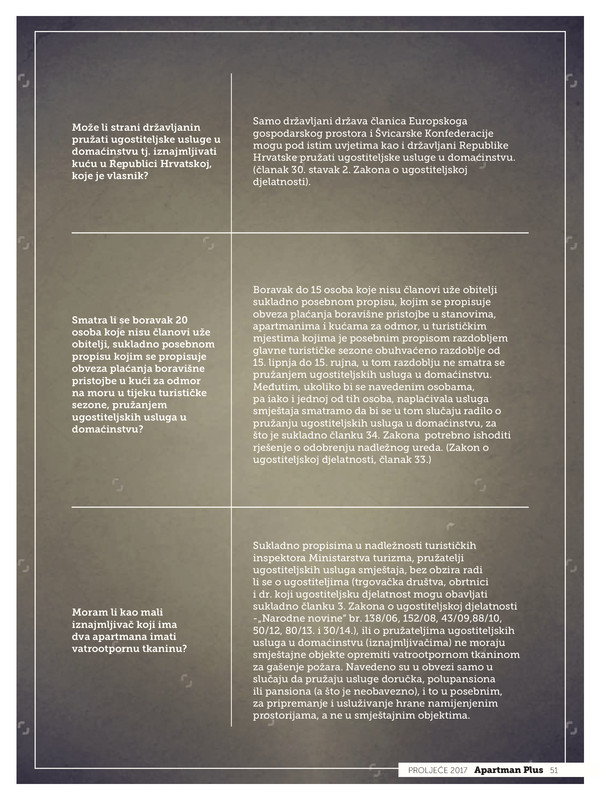 Može li strani državljanin
pružati ugostiteljske usluge u
domaćinstvu tj. iznajmljivati
kuću u Republici Hrvatskoj,
koje je vlasnik?
Samo državljani država članica Europskoga
gospodarskog prostora i Švicarske Konfederacije
mogu pod istim uvjetima kao i državljani Republike
Hrvatske pružati ugostiteljske usluge u domaćinstvu.
(članak 30. stavak 2. Zakona o ugostiteljskoj
djelatnosti).
Smatra li se boravak 20
osoba koje nisu članovi uže
obitelji, sukladno posebnom
propisu kojim se propisuje
obveza plaćanja boravišne
pristojbe u kući za odmor
na moru u tijeku turističke
sezone, pružanjem
ugostiteljskih usluga u
domaćinstvu?
Boravak do 15 osoba koje nisu članovi uže obitelji
sukladno posebnom propisu, kojim se propisuje
obveza plaćanja boravišne pristojbe u stanovima,
apartmanima i kućama za odmor, u turističkim
mjestima kojima je posebnim propisom razdobljem
glavne turističke sezone obuhvaćeno razdoblje od
15. lipnja do 15. rujna, u tom razdoblju ne smatra se
pružanjem ugostiteljskih usluga u domaćinstvu.
Međutim, ukoliko bi se navedenim osobama,
pa iako i jednoj od tih osoba, naplaćivala usluga
smještaja smatramo da bi se u tom slučaju radilo o
pružanju ugostiteljskih usluga u domaćinstvu, za
što je sukladno članku 34. Zakona potrebno ishoditi
rješenje o odobrenju nadležnog ureda. (Zakon o
ugostiteljskoj djelatnosti, članak 33.)
Moram li kao mali
iznajmljivač koji ima
dva apartmana imati
vatrootpornu tkaninu?
Sukladno propisima u nadležnosti turističkih
inspektora Ministarstva turizma, pružatelji
ugostiteljskih usluga smještaja, bez obzira radi
li se o ugostiteljima (trgovačka društva, obrtnici
i dr. koji ugostitelјsku djelatnost mogu obavljati
sukladno članku 3. Zakona o ugostiteljskoj djelatnosti
-„Narodne novine“ br. 138/06, 152/08, 43/09,88/10,
50/12, 80/13. i 30/14.), ili o pružateljima ugostiteljskih
usluga u domaćinstvu (iznajmljivačima) ne moraju
smještajne objekte opremiti vatrootpornom tkaninom
za gašenje požara. Navedeno su u obvezi samo u
slučaju da pružaju usluge doručka, polupansiona
ili pansiona (a što je neobavezno), i to u posebnim,
za pripremanje i usluživanje hrane namijenjenim
prostorijama, a ne u smještajnim objektima.
PROLJEĆE 2017 Apartman Plus 51